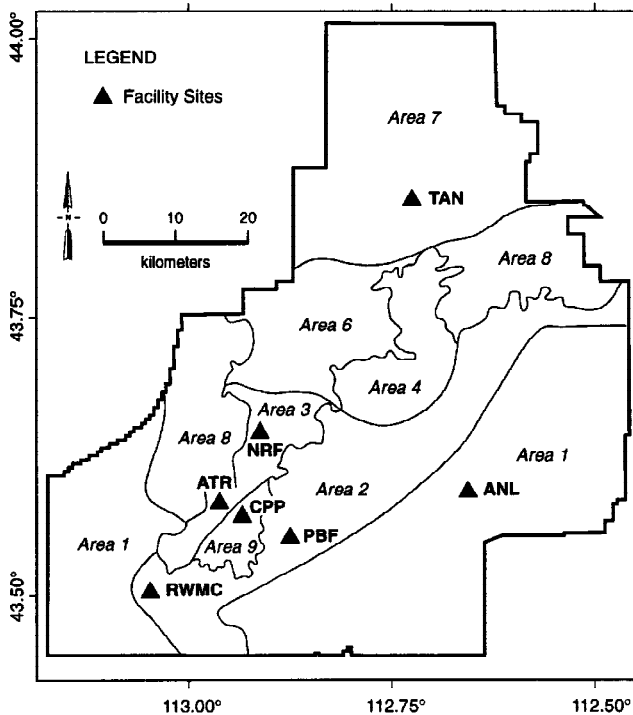 44.00°
LEGEND
Facility Sites
Area 7
N
0 10 20
kilometers
TAN
Area 8
43.75°
Area 6
Area 4
Area 3
NRF
Area 8
Area 1
ATR
CPP
Area 2
ANL
Area 1
Area 9
PBF
43.50°
RWMC
113.00° 112.75° 112.50°